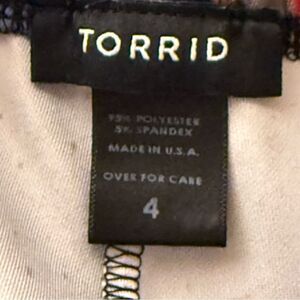 TORRID
95% POLYESTER
5% SPANDEX
MADE IN U.S.A.
OVER FOR CARE
4